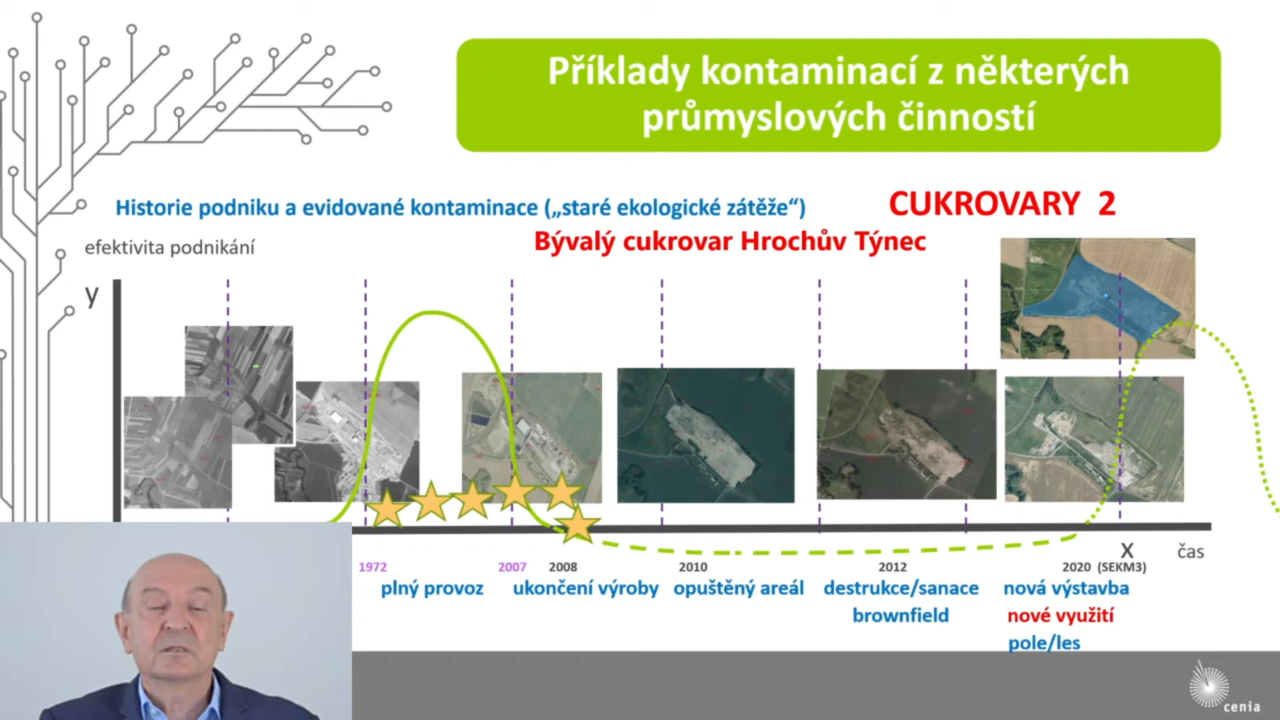 Příklady kontaminací z některých
průmyslových činností
Historie podniku a evidované kontaminace („staré ekologické zátěže“)
CUKROVARY 2
Bývalý cukrovar Hrochův Týnec
efektivita podnikání
y
x
čas
1972
2007
2008
2010
2012
2020 (SEKM3)
plný provoz
ukončení výroby
opuštěný areál
destrukce/sanace
brownfield
nová výstavba
nové využití
pole/les
cenia